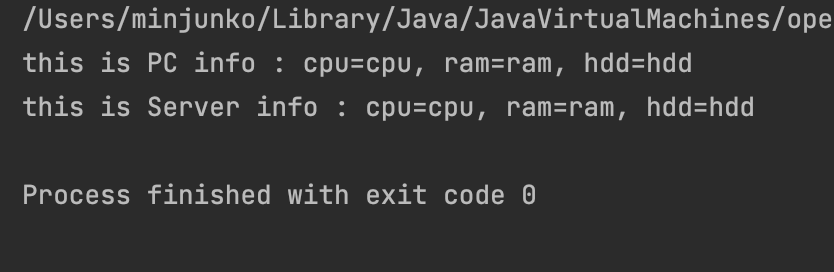 /Users/minjunko/Library/Java/JavaVirtualMachines/ope
this is PC info : cpu=cpu, ram=ram, hdd=hdd
this is Server info : cpu=cpu, ram=ram, hdd=hdd
Process finished with exit code 0